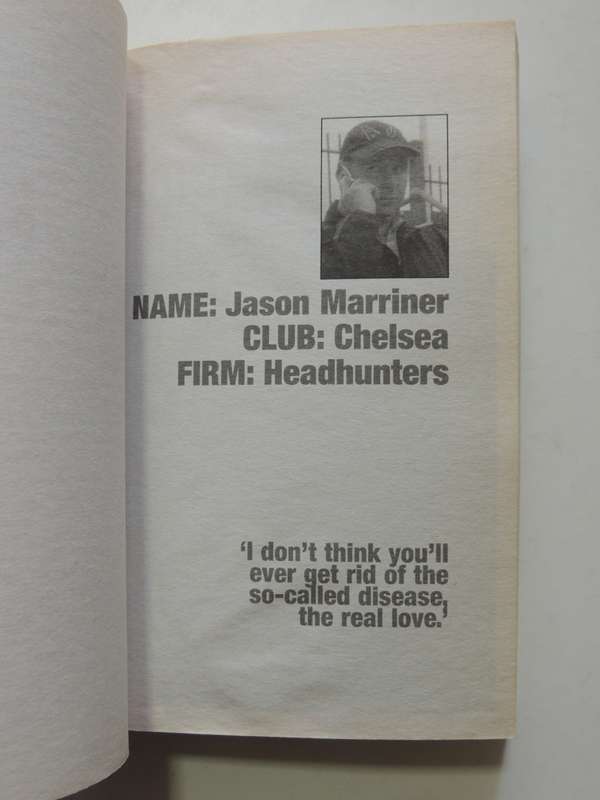 NAME: Jason Marriner
CLUB: Chelsea
FIRM: Headhunters
‘I don’t think you’ll
ever get rid of the
so-called disease,
the real love.’